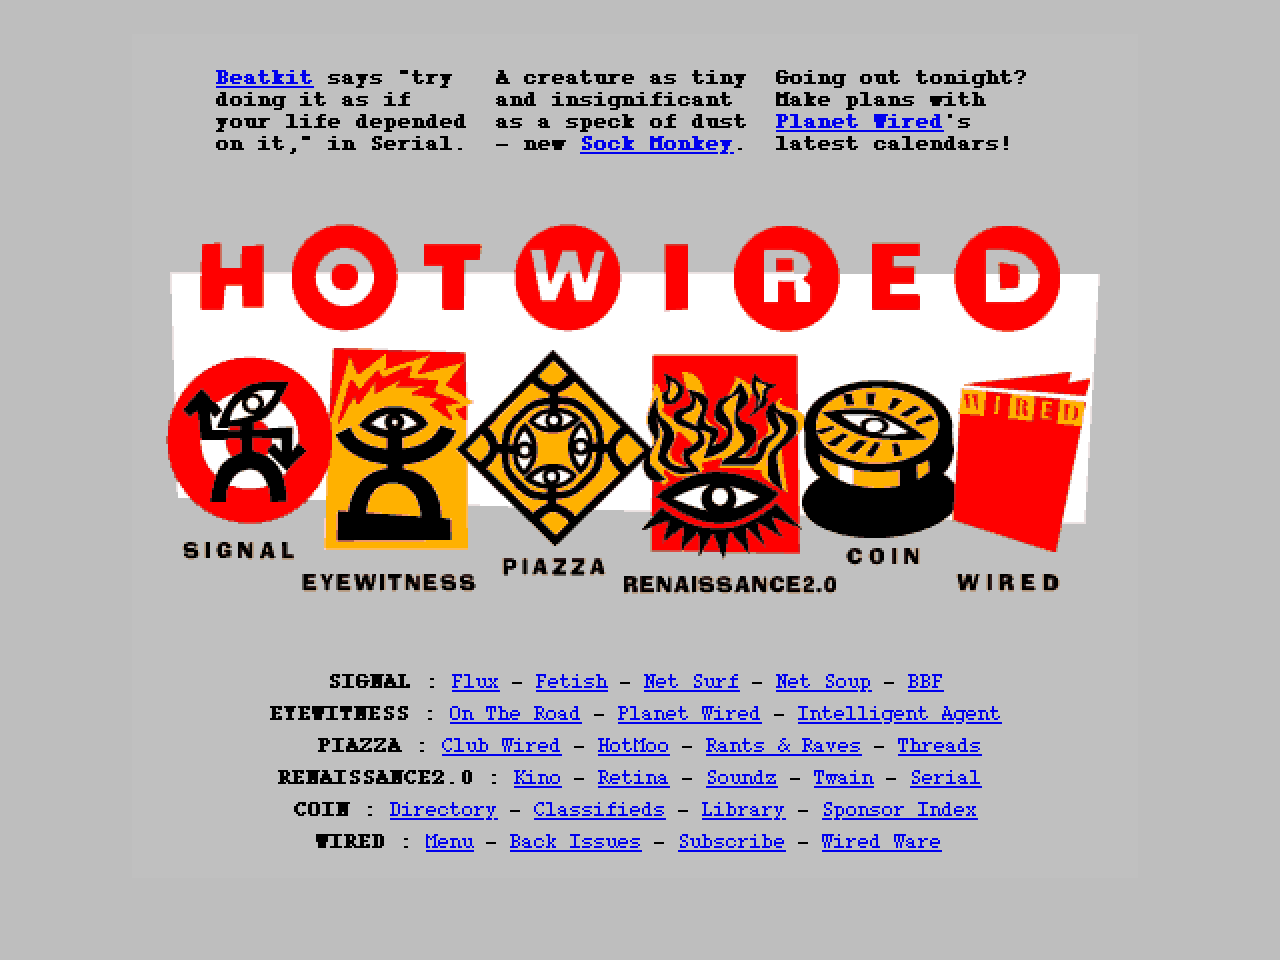 Beatkit says "try
doing it as if
your life depended
on it," in Serial.
A creature as tiny
and insignificant
as a speck of dust
- new Sock Monkey.
Going out tonight?
Make plans with
Planet Wired's
latest calendars!
HOTWIRED
WIRED
SIGNAL
EYEWITNESS
PIAZZA
RENAISSANCE2.0
COIN
WIRED
SIGNAL : Flux - Fetish - Net Surf - Net Soup - BBF
EYEWITNESS : On The Road - Planet Wired - Intelligent Agent
PIAZZA : Club Wired - HotMoo - Rants & Raves - Threads
RENAISSANCE2.0 : Kino - Retina - Soundz - Twain - Serial
COIN : Directory - Classifieds - Library - Sponsor Index
WIRED : Menu - Back Issues - Subscribe - Wired Ware